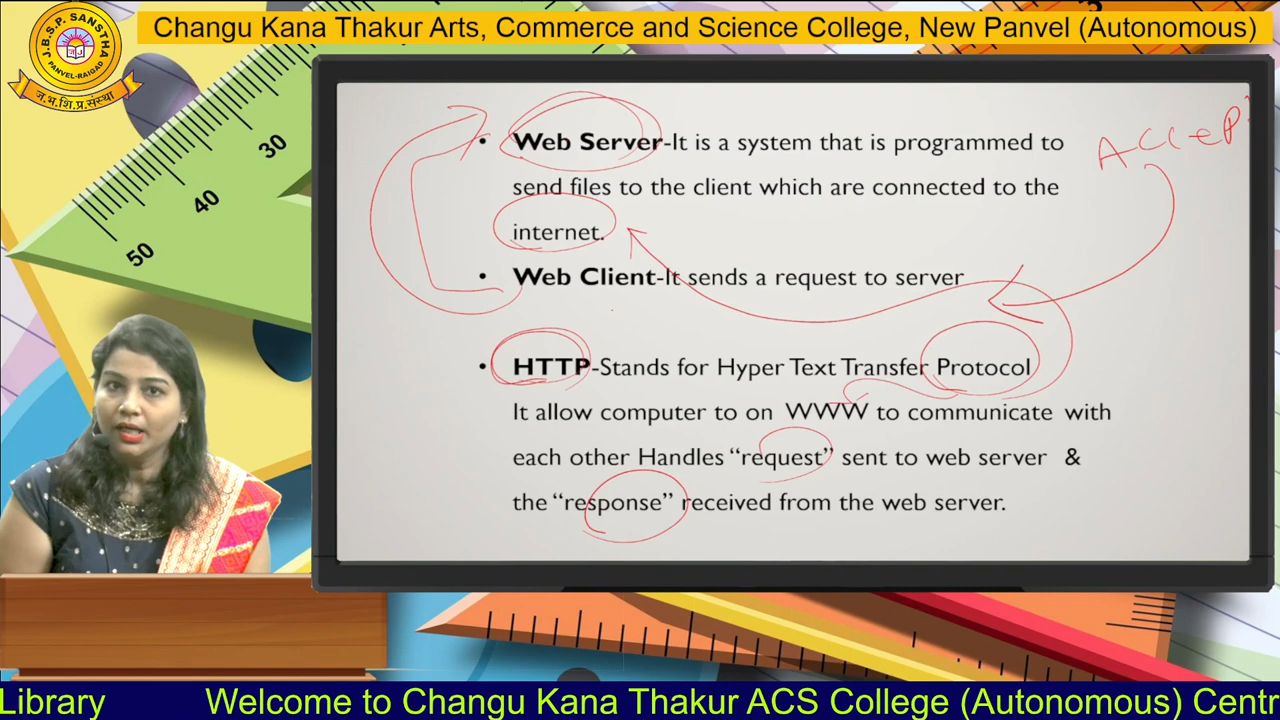 Changu Kana Thakur Arts, Commerce and Science College, New Panvel (Autonomous)
J.B.S.P. SANSTHA
PANVEL-RAIGAD
ज.भ.शि.प्र.संस्था
30
40
50
• Web Server-It is a system that is programmed to
send files to the client which are connected to the
internet.
ACCEP
• Web Client-It sends a request to server
• HTTP-Stands for Hyper Text Transfer Protocol
It allow computer to on WWW to communicate with
each other Handles “request” sent to web server &
the “response” received from the web server.
Library Welcome to Changu Kana Thakur ACS College (Autonomous) Centr